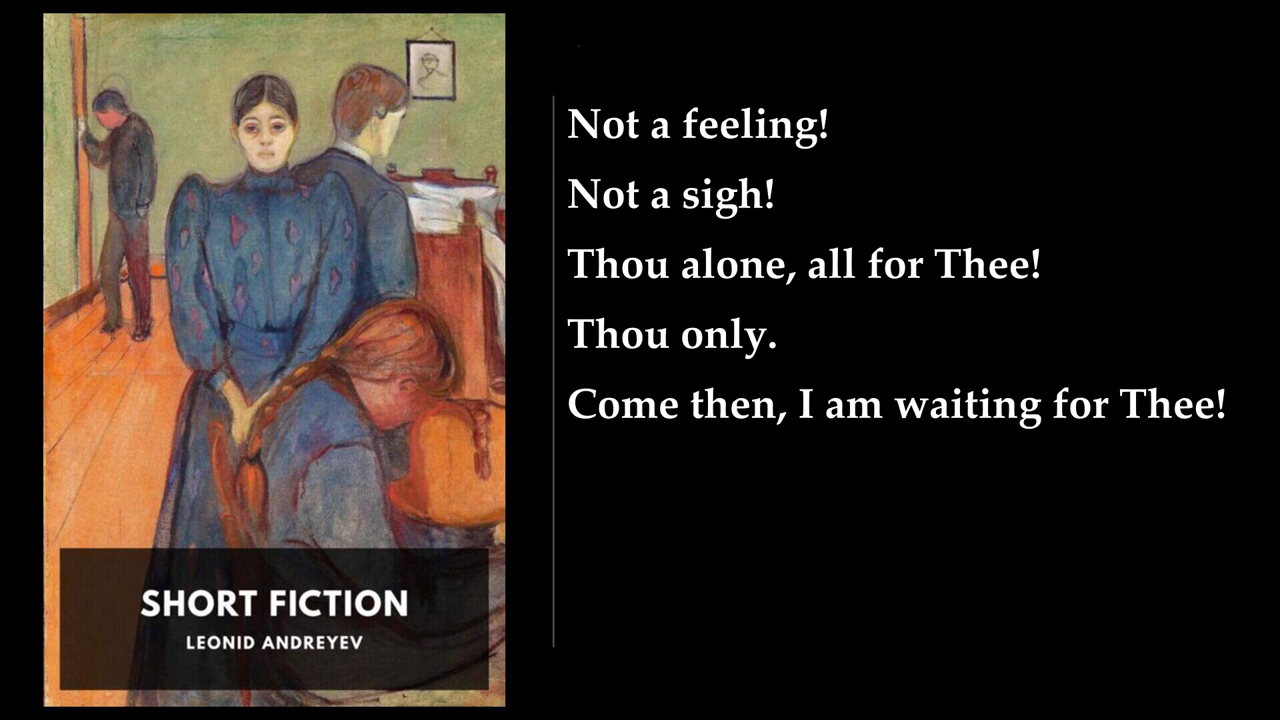 Not a feeling!
Not a sigh!
Thou alone, all for Thee!
Thou only.
Come then, I am waiting for Thee!
SHORT FICTION
LEONID ANDREYEV